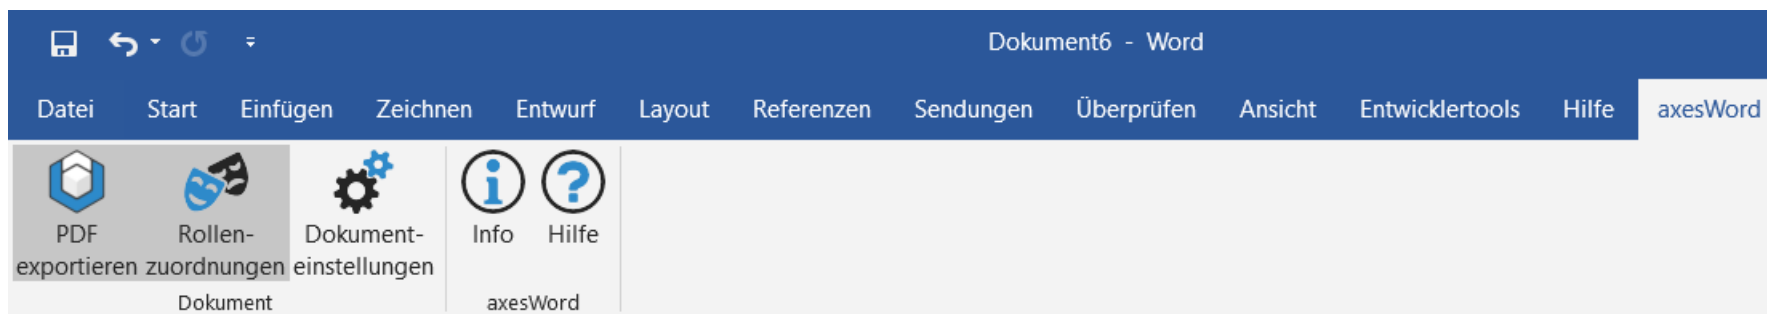 Dokument6 - Word
Datei Start Einfügen Zeichnen Entwurf Layout Referenzen Sendungen Überprüfen Ansicht Entwicklertools Hilfe axesWord
PDF Rollen- Dokument- Info Hilfe
exportieren zuordnungen einstellungen
Dokument axesWord